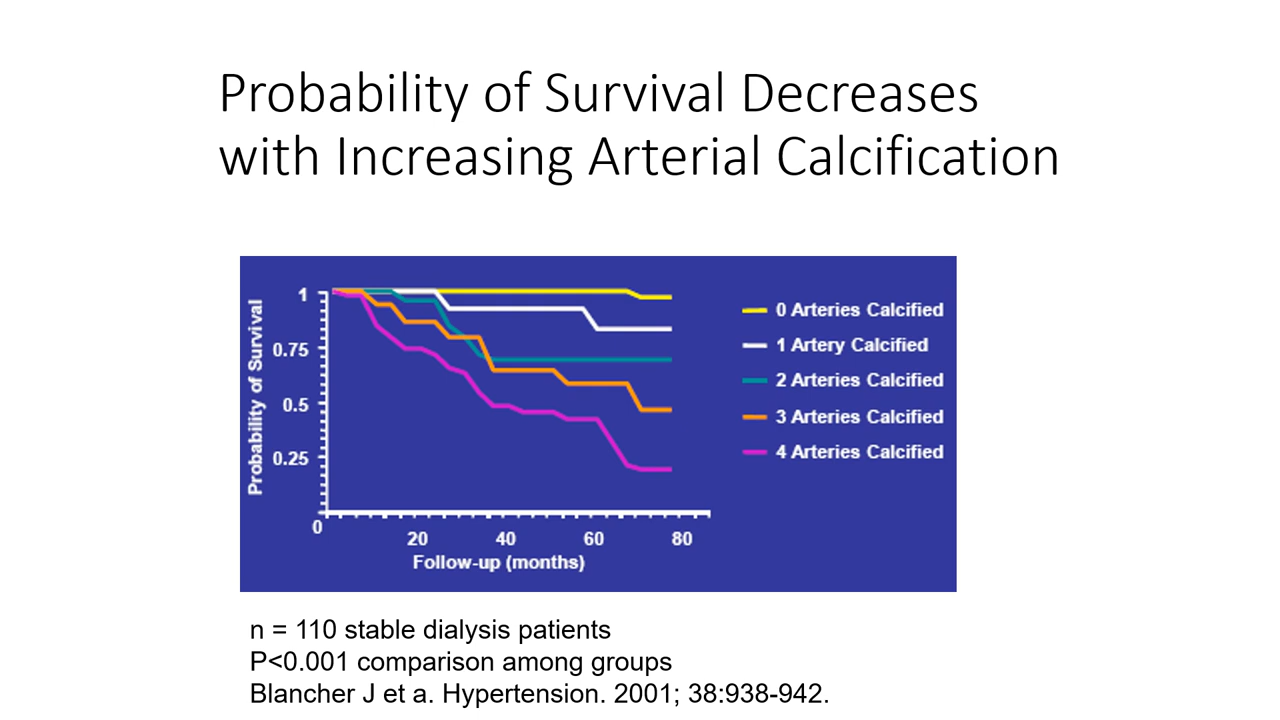 Probability of Survival Decreases
with Increasing Arterial Calcification
Probability of Survival
1
0.75
0.5
0.25
0
20 40 60 80
Follow-up (months)
0 Arteries Calcified
1 Artery Calcified
2 Arteries Calcified
3 Arteries Calcified
4 Arteries Calcified
n = 110 stable dialysis patients
P<0.001 comparison among groups
Blancher J et a. Hypertension. 2001; 38:938-942.